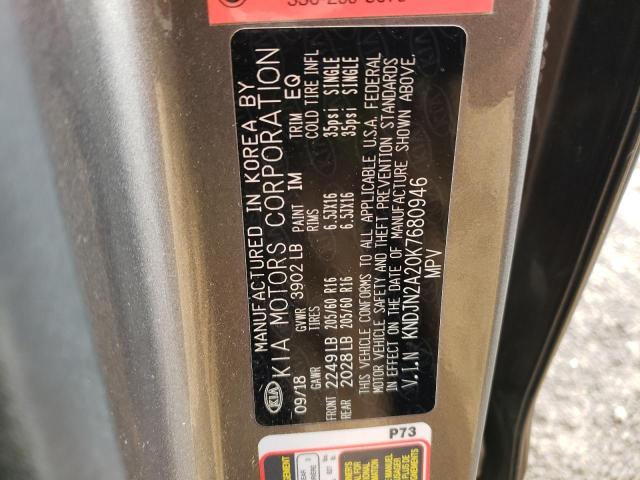 MANUFACTURED IN KOREA BY
KIA MOTORS CORPORATION
09/18 GVWR 3902 LB PAINT IM TRIM EQ
GAWR TIRES RIMS COLD TIRE INFL
FRONT 2249LB 205/60 R16 6.5JX16 35psi SINGLE
REAR 2028LB 205/60 R16 6.5JX16 35psi SINGLE
THIS VEHICLE CONFORMS TO ALL APPLICABLE U.S.A. FEDERAL
MOTOR VEHICLE SAFETY AND THEFT PREVENTION STANDARDS
IN EFFECT ON THE DATE OF MANUFACTURE SHOWN ABOVE.
V.I.N KNDJN2A20K7680946
MPV
KIA
P73